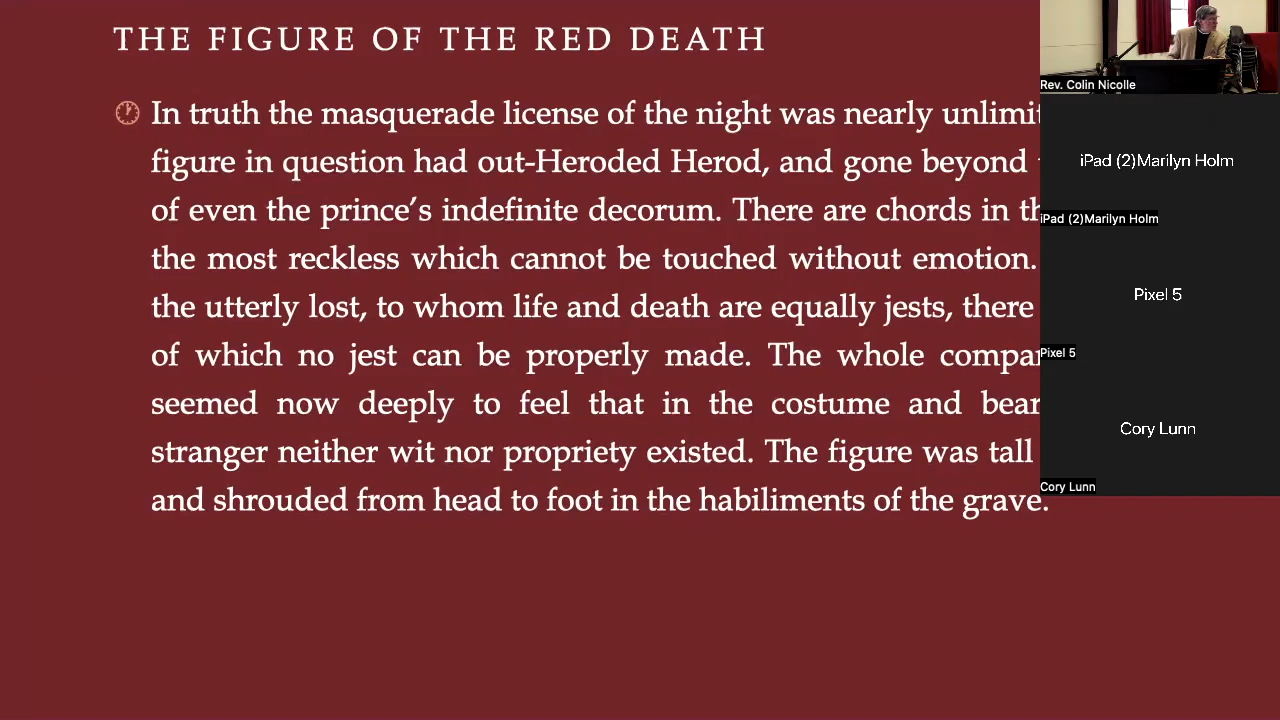 THE FIGURE OF THE RED DEATH
In truth the masquerade license of the night was nearly
figure in question had out-Heroded Herod, and gone beyond
of even the prince's indefinite decorum. There are chords in
the most reckless which cannot be touched without emotion.
the utterly lost, to whom life and death are equally jests, there
of which no jest can be properly made. The whole
seemed now deeply to feel that in the costume and
stranger neither wit nor propriety existed. The figure was tall
and shrouded from head to foot in the habiliments of the grave.
Rev. Colin Nicolle
iPad (2)Marilyn Holm
iPad (2)Marilyn Holm
Pixel 5
Pixel 5
Cory Lunn
Cory Lunn